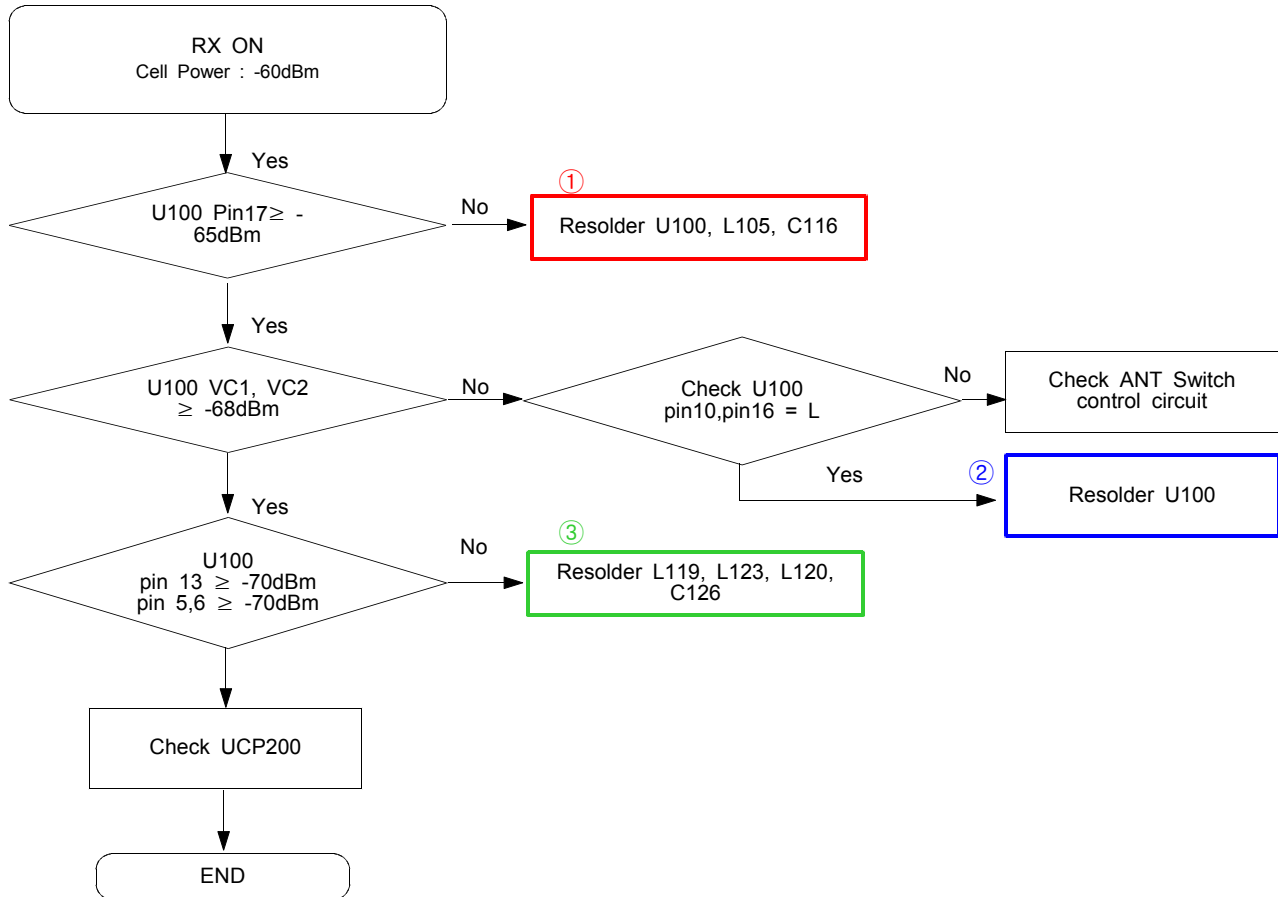 RX ON
Cell Power : -60dBm
Yes
①
U100 Pin17≥ -
65dBm
No
Resolder U100, L105, C116
Yes
U100 VC1, VC2
≥ -68dBm
No
Check U100
pin10,pin16 = L
No
Check ANT Switch
control circuit
Yes
②
Resolder U100
Yes
③
U100
pin 13 ≥ -70dBm
pin 5,6 ≥ -70dBm
No
Resolder L119, L123, L120,
C126
Check UCP200
END